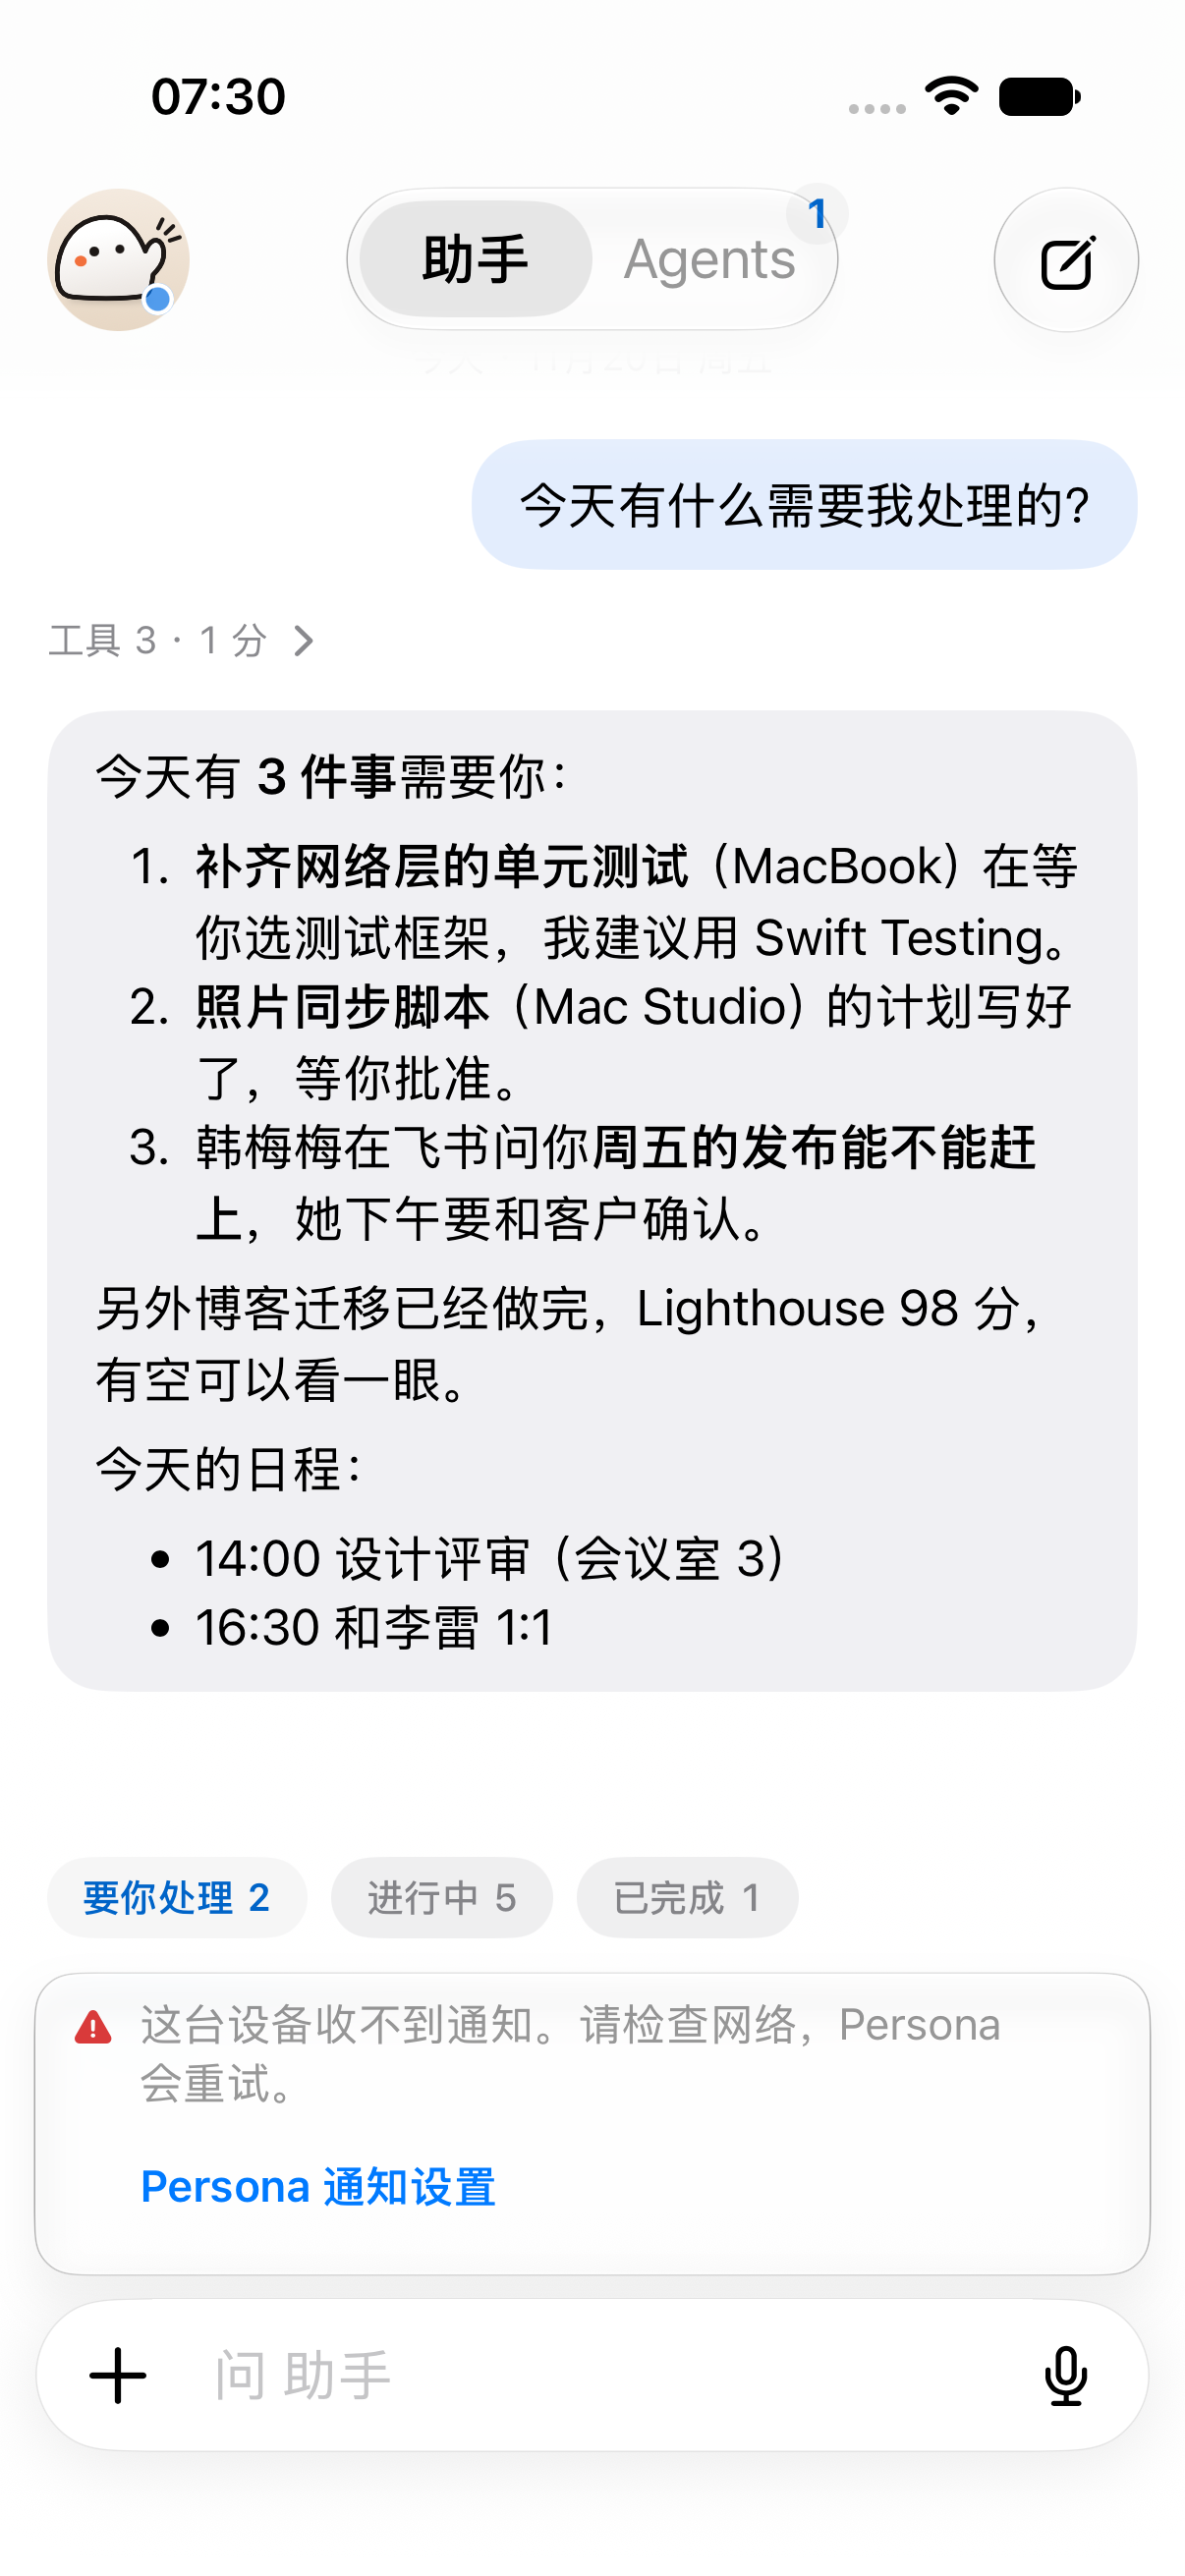 07:30
助手
Agents
1
今天有什么需要我处理的?
工具 3 · 1 分
今天有 3 件事需要你：
1. 补齐网络层的单元测试（MacBook）在等
你选测试框架，我建议用 Swift Testing。
2. 照片同步脚本（Mac Studio）的计划写好
了，等你批准。
3. 韩梅梅在飞书问你周五的发布能不能赶
上，她下午要和客户确认。
另外博客迁移已经做完，Lighthouse 98 分，
有空可以看一眼。
今天的日程：
• 14:00 设计评审（会议室 3）
• 16:30 和李雷 1:1
要你处理 2
进行中 5
已完成 1
这台设备收不到通知。请检查网络，Persona
会重试。
Persona 通知设置
问 助手